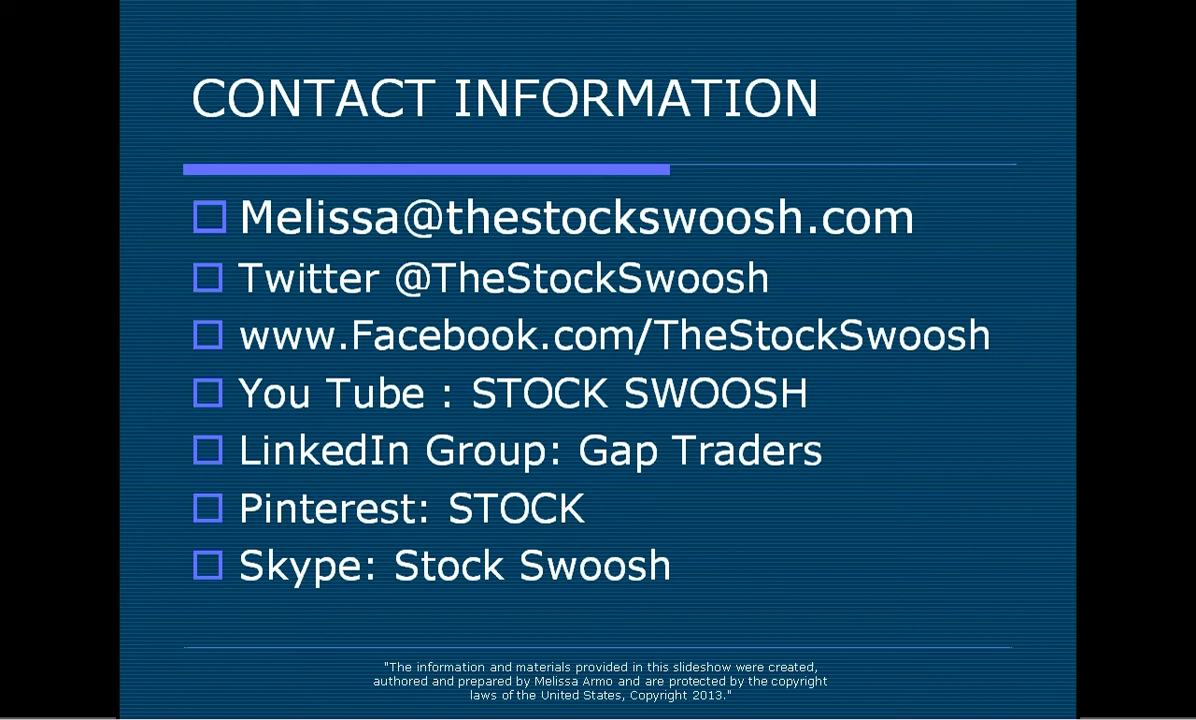 CONTACT INFORMATION
Melissa@thestockswoosh.com
Twitter @TheStockSwoosh
www.Facebook.com/TheStockSwoosh
You Tube : STOCK SWOOSH
LinkedIn Group: Gap Traders
Pinterest: STOCK
Skype: Stock Swoosh
"The information and materials provided in this slideshow were created,
authored and prepared by Melissa Armo and are protected by the copyright
laws of the United States, Copyright 2013."